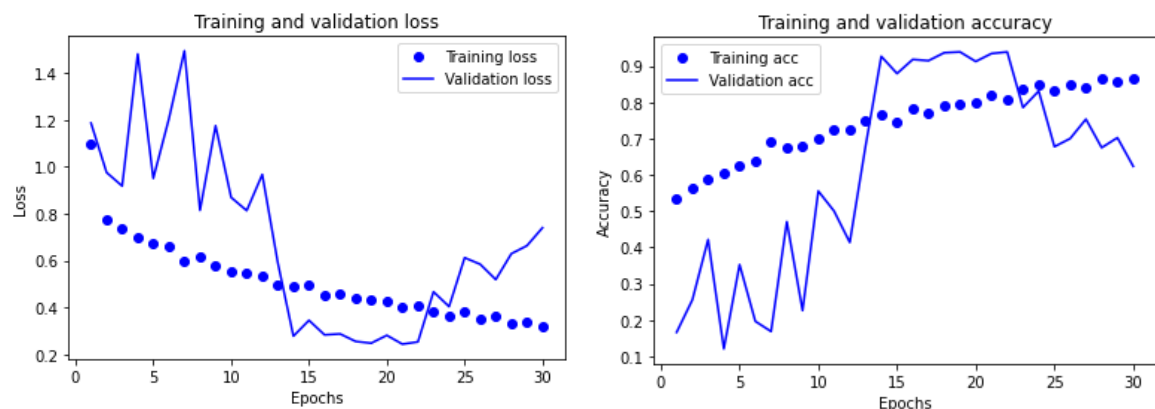 Training and validation loss
Training loss
Validation loss
1.4
1.2
1.0
0.8
0.6
0.4
0.2
Loss
0 5 10 15 20 25 30
Epochs
Training and validation accuracy
Training acc
Validation acc
0.9
0.8
0.7
0.6
0.5
0.4
0.3
0.2
0.1
Accuracy
0 5 10 15 20 25 30
Epochs